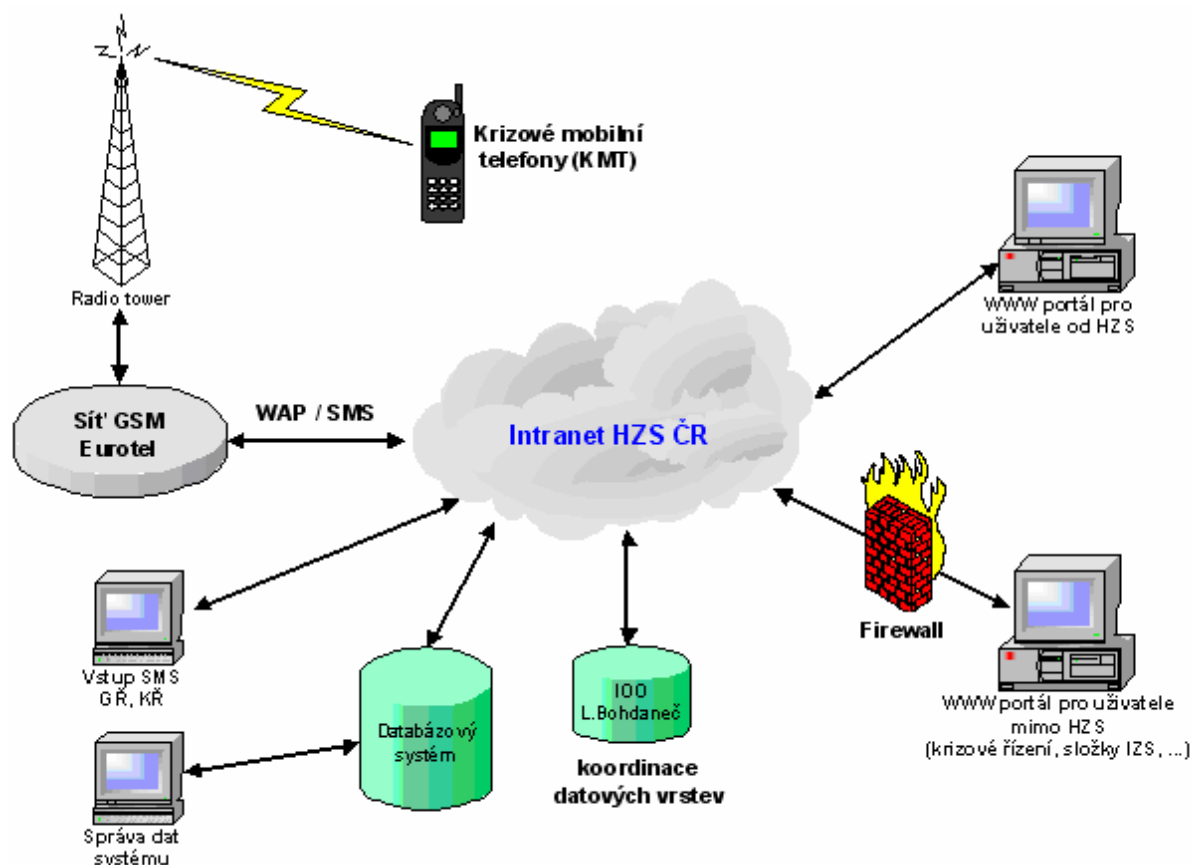 Krizové mobilní
telefony (KMT)
Radio tower
WWW portál pro
uživatele od HZS
Síť GSM
Eurotel
WAP / SMS
Intranet HZS ČR
Firewall
Vstup SMS
GŘ, KŘ
Databázový
systém
IOO
L.Bohdaneč
koordinace
datových vrstev
WWW portál pro uživatele
mimo HZS
(krizové řízení, složky IZS, ...)
Správa dat
systému